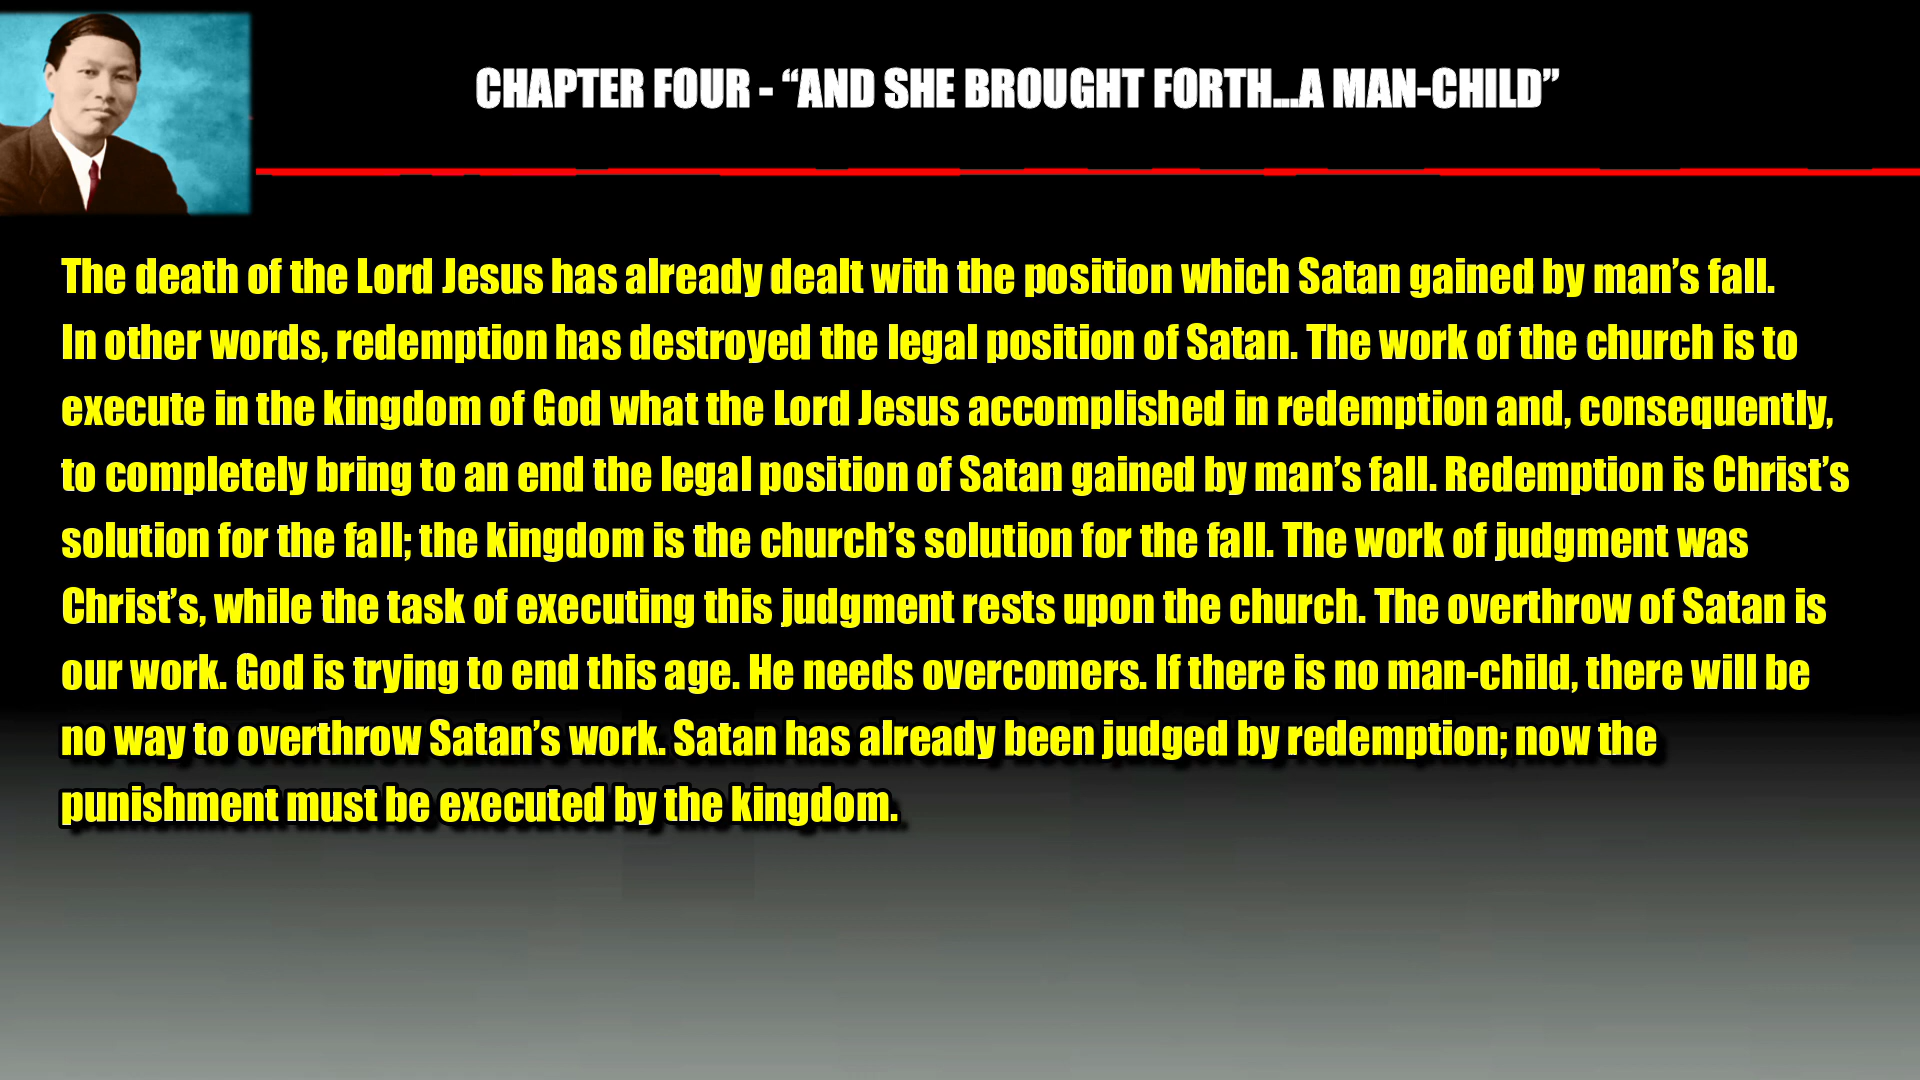 CHAPTER FOUR - “AND SHE BROUGHT FORTH...A MAN-CHILD”
The death of the Lord Jesus has already dealt with the position which Satan gained by man’s fall.
In other words, redemption has destroyed the legal position of Satan. The work of the church is to
execute in the kingdom of God what the Lord Jesus accomplished in redemption and, consequently,
to completely bring to an end the legal position of Satan gained by man’s fall. Redemption is Christ’s
solution for the fall; the kingdom is the church’s solution for the fall. The work of judgment was
Christ’s, while the task of executing this judgment rests upon the church. The overthrow of Satan is
our work. God is trying to end this age. He needs overcomers. If there is no man-child, there will be
no way to overthrow Satan’s work. Satan has already been judged by redemption; now the
punishment must be executed by the kingdom.